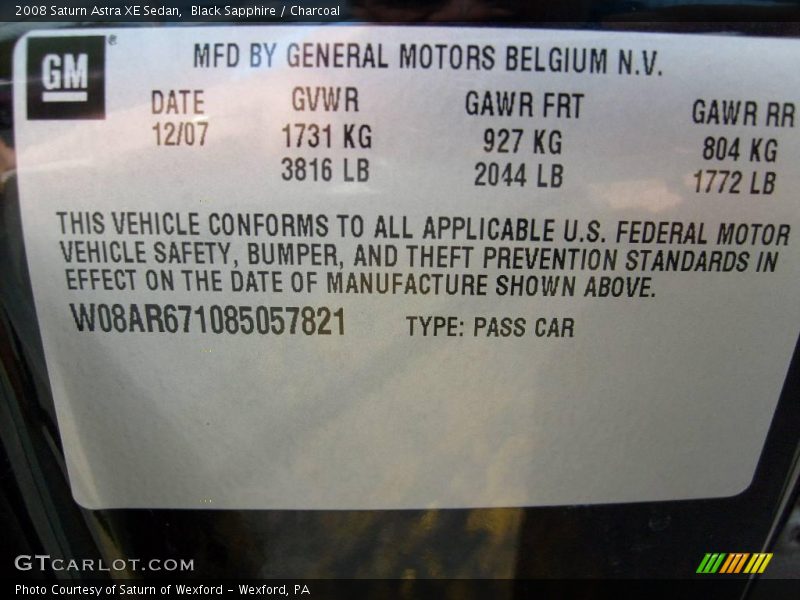 2008 Saturn Astra XE Sedan, Black Sapphire / Charcoal
GM ®
MFD BY GENERAL MOTORS BELGIUM N.V.
DATE GVWR GAWR FRT GAWR RR
12/07 1731 KG 927 KG 804 KG
3816 LB 2044 LB 1772 LB
THIS VEHICLE CONFORMS TO ALL APPLICABLE U.S. FEDERAL MOTOR
VEHICLE SAFETY, BUMPER, AND THEFT PREVENTION STANDARDS IN
EFFECT ON THE DATE OF MANUFACTURE SHOWN ABOVE.
W08AR671085057821 TYPE: PASS CAR
GTCARLOT.COM
Photo Courtesy of Saturn of Wexford - Wexford, PA